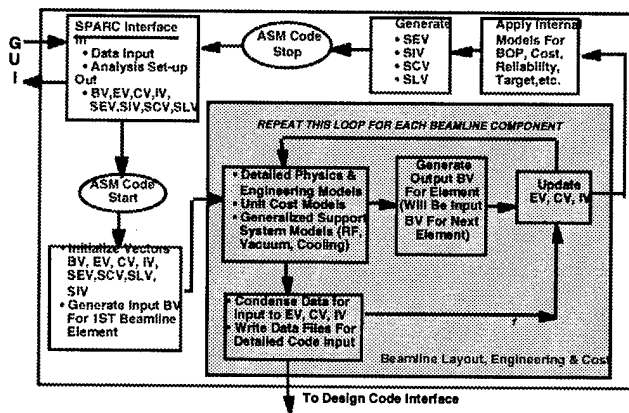 G
U
I
SPARC Interface
In
• Data Input
• Analysis Set-up
Out
• BV,EV,CV,IV,
SEV,SIV,SCV,SLV
ASM Code
Stop
Generate
• SEV
• SIV
• SCV
• SLV
Apply Internal
Models For
BOP, Cost,
Reliability,
Target,etc.
ASM Code
Start
Initialize Vectors
BV, EV, CV, IV,
SEV,SCV,SLV,
SIV
• Generate Input BV
For 1ST Beamline
Element
REPEAT THIS LOOP FOR EACH BEAMLINE COMPONENT
• Detailed Physics &
Engineering Models
• Unit Cost Models
• Generalized Support
System Models (RF,
Vacuum, Cooling)
Generate
Output BV
For Element
(Will Be Input
BV For Next
Element)
Update
EV, CV, IV
• Condense Data for
Input to EV, CV, IV
• Write Data Files For
Detailed Code Input
Beamline Layout, Engineering & Cost
To Design Code Interface